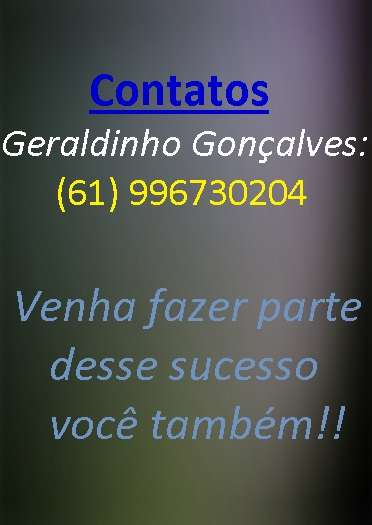 Contatos
Geraldinho Gonçalves:
(61) 996730204
Venha fazer parte
desse sucesso
você também!!